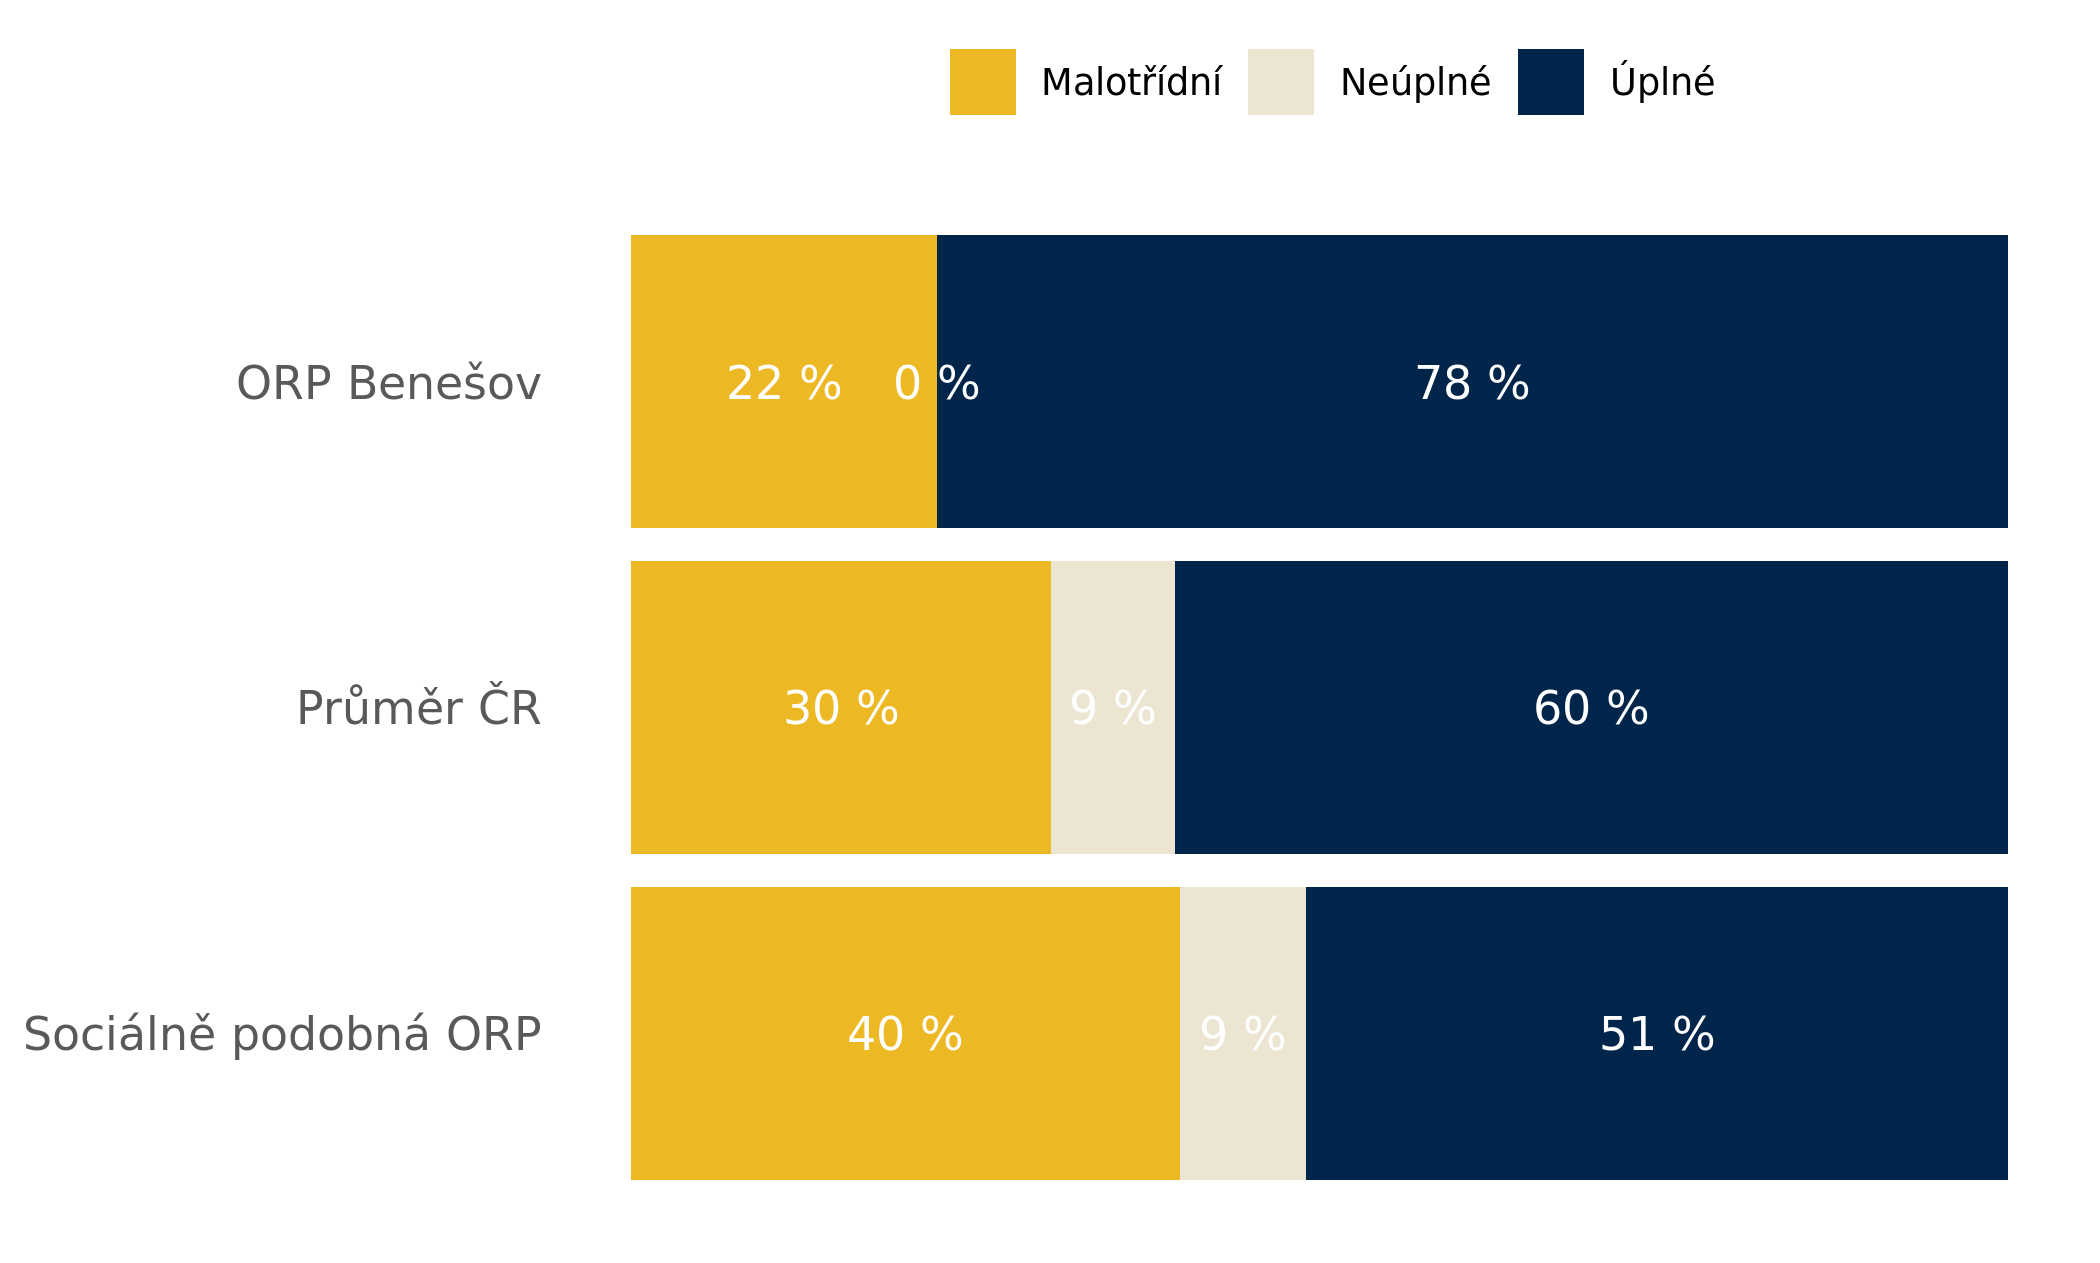 Malotřídní Neúplné Úplné
ORP Benešov 22 % 0 % 78 %
Průměr ČR 30 % 9 % 60 %
Sociálně podobná ORP 40 % 9 % 51 %